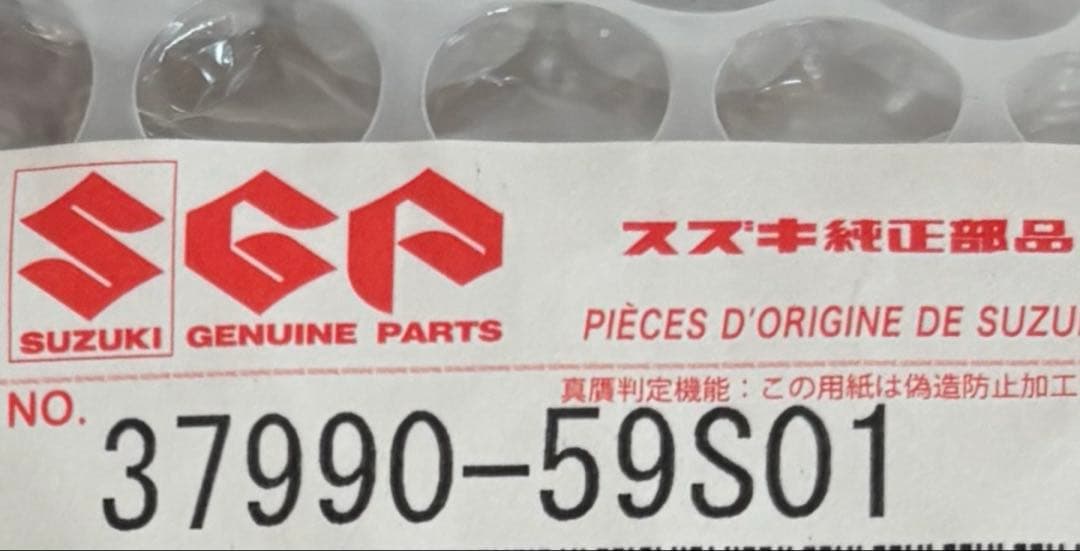 SGP
SUZUKI GENUINE PARTS
スズキ純正部品
PIÈCES D'ORIGINE DE SUZU
真贋判定機能：この用紙は偽造防止加工
NO. 37990-59S01